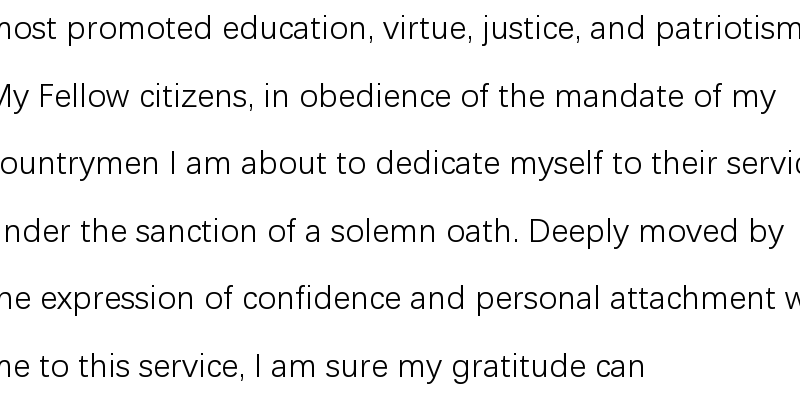 most promoted education, virtue, justice, and patriotism
My Fellow citizens, in obedience of the mandate of my
ountrymen I am about to dedicate myself to their servic
under the sanction of a solemn oath. Deeply moved by
he expression of confidence and personal attachment w
me to this service, I am sure my gratitude can